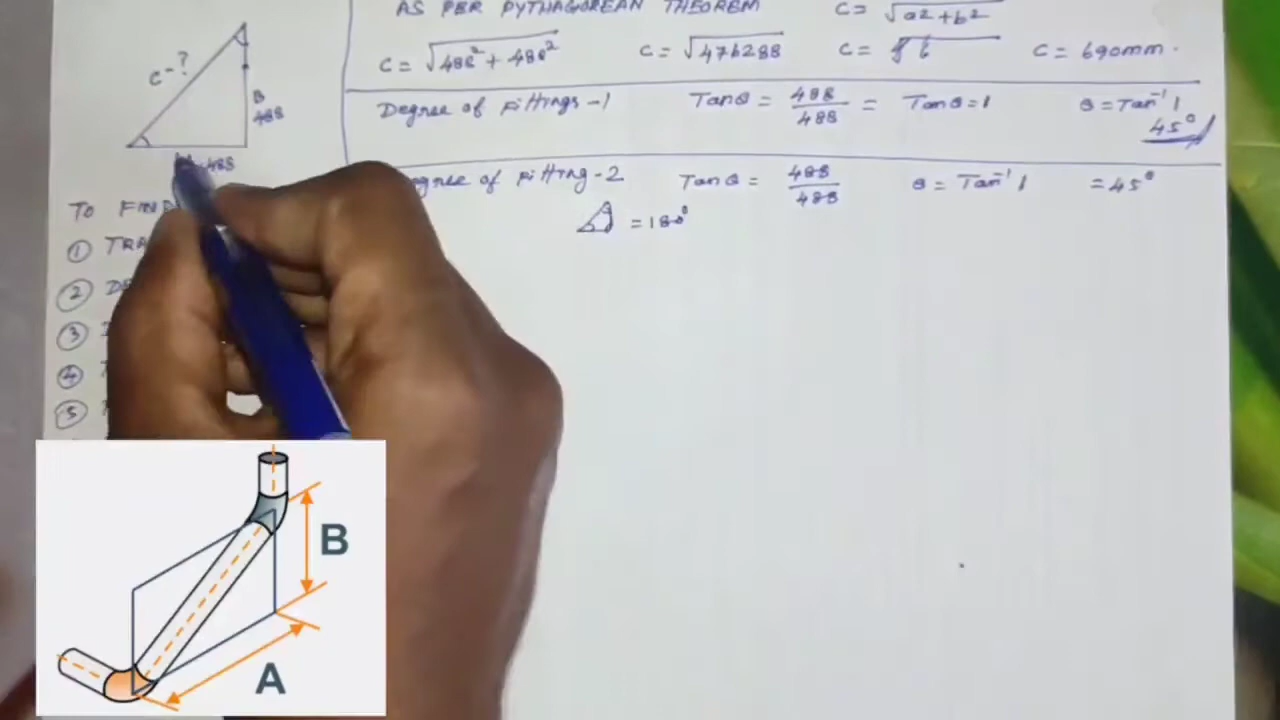 AS PER PYTHAGOREAN THEOREM C = √a2+b2
C = √488² + 488² C = √476288 C = C = 690mm.
Degree of Fittings-1 Tanθ = 488/488 = Tanθ = 1 θ = Tan⁻¹ 1
45°
of Fitting-2 Tanθ = 488/488 θ = Tan⁻¹ 1 = 45°
= 180°
C-?
B
488
488
TO
①
②
③
④
⑤
B
A